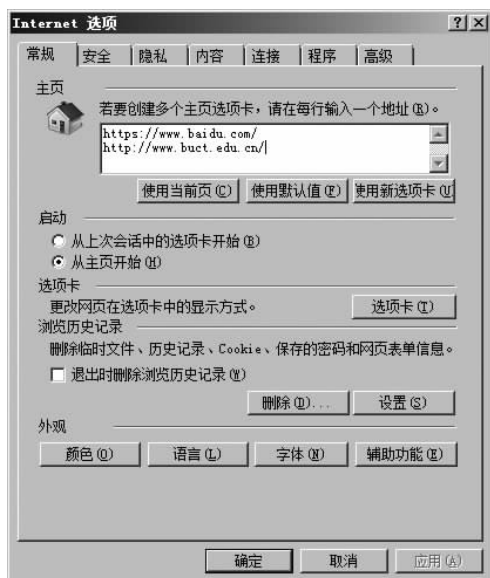 Internet 选项
常规 安全 隐私 内容 连接 程序 高级
主页
若要创建多个主页选项卡，请在每行输入一个地址(R)。
https://www.baidu.com/
http://www.buct.edu.cn/
使用当前页(C) 使用默认值(F) 使用新选项卡(U)
启动
从上次会话中的选项卡开始(B)
从主页开始(H)
选项卡
更改网页在选项卡中的显示方式。 选项卡(T)
浏览历史记录
删除临时文件、历史记录、Cookie、保存的密码和网页表单信息。
退出时删除浏览历史记录(W)
删除(D)... 设置(S)
外观
颜色(O) 语言(L) 字体(N) 辅助功能(E)
确定 取消 应用(A)